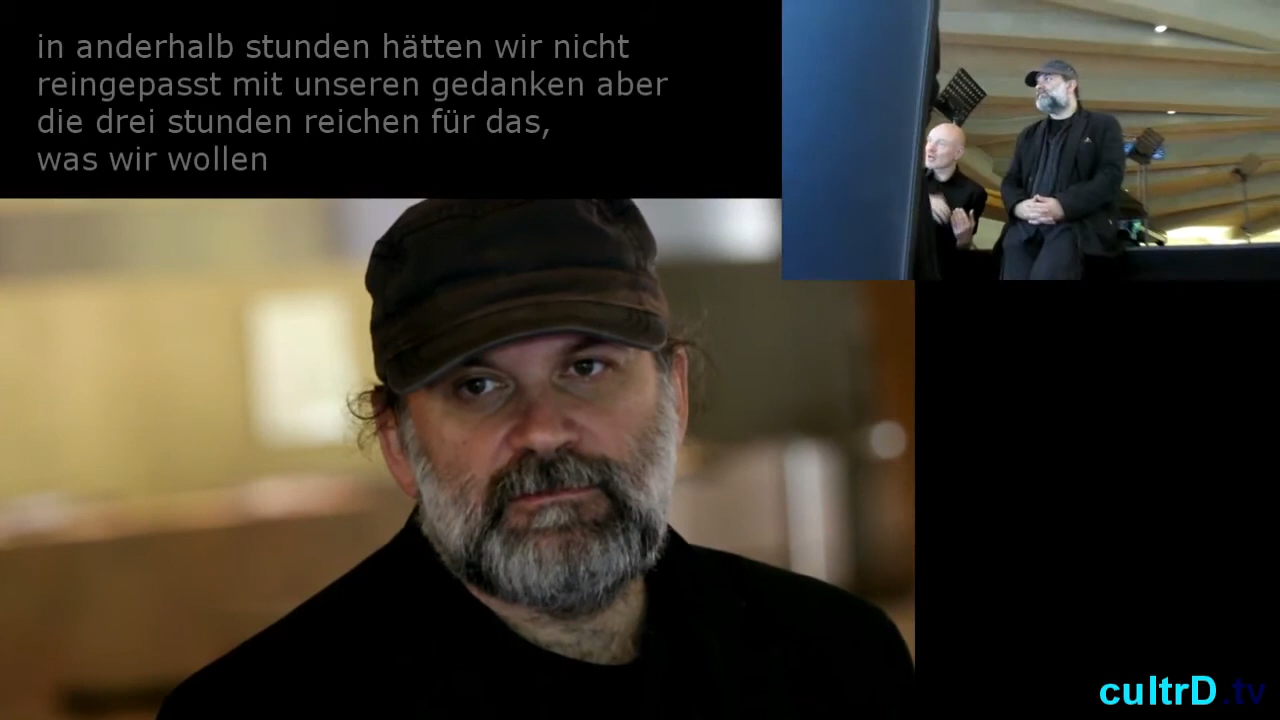 in anderhalb stunden hätten wir nicht
reingepasst mit unseren gedanken aber
die drei stunden reichen für das,
was wir wollen
cultrD.tv